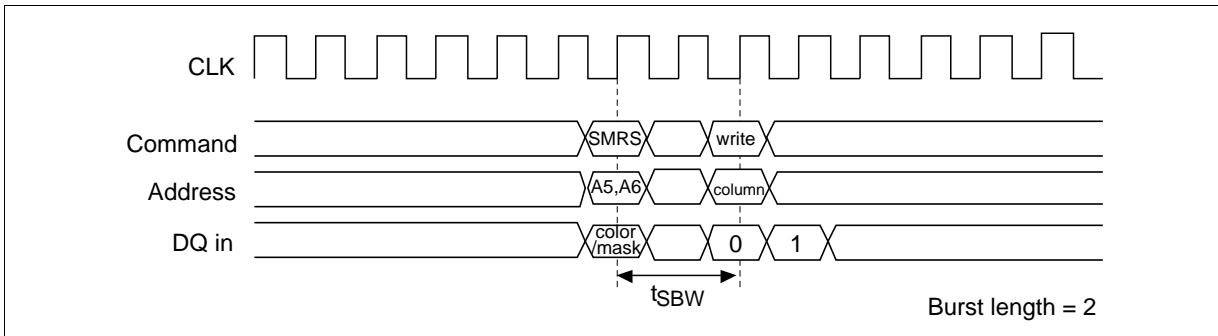 CLK
Command SMRS write
Address A5,A6 column
DQ in color /mask 0 1
tSBW
Burst length = 2